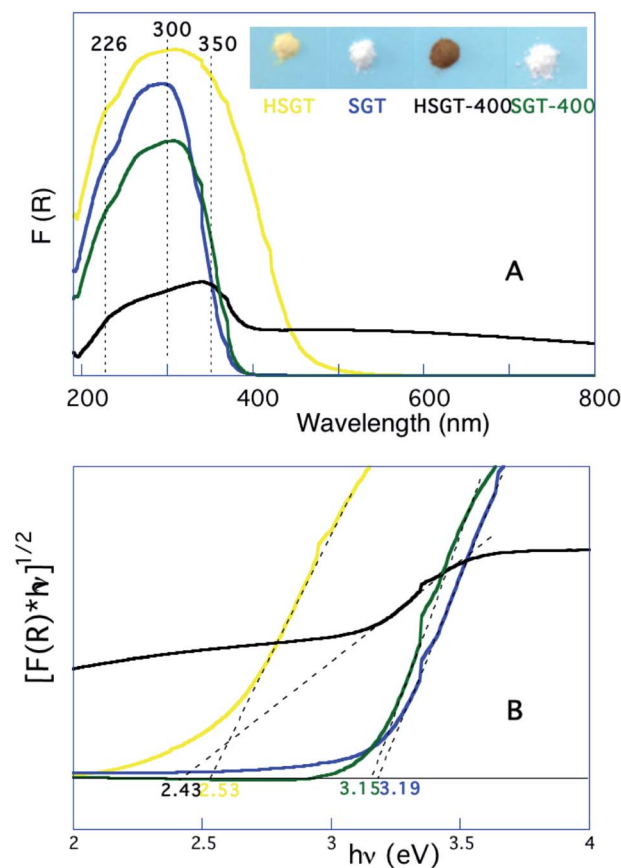 226 300 350
HSGT SGT HSGT-400 SGT-400
F (R)
A
200 400 600 800
Wavelength (nm)
[F(R)*hν]1/2
B
2.43 2.53 3.15 3.19
2 2.5 3 3.5 4
hν (eV)